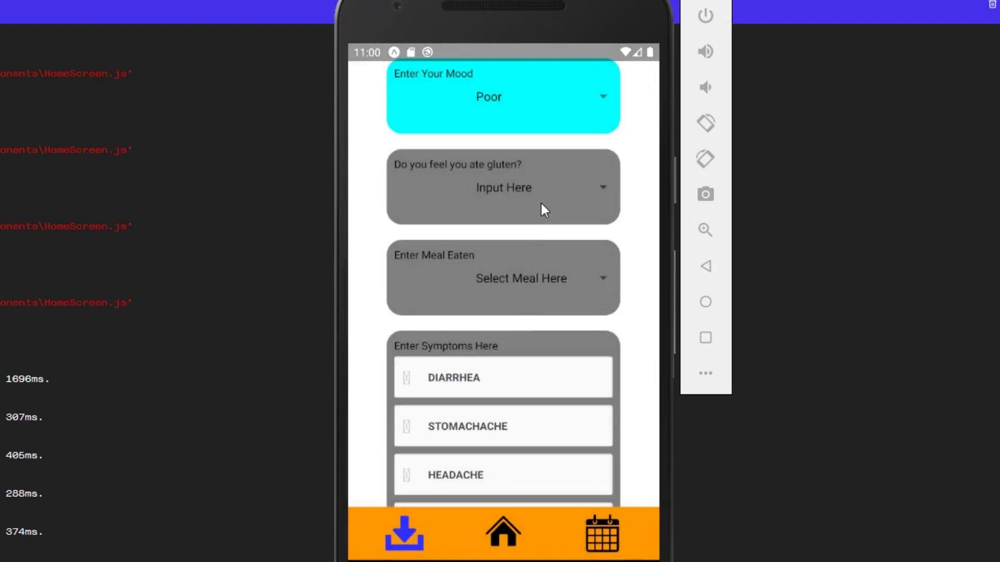 onents\HomeScreen.js'
onents\HomeScreen.js'
onents\HomeScreen.js'
onents\HomeScreen.js'
1696ms.
307ms.
405ms.
288ms.
374ms.
11:00
Enter Your Mood
Poor
Do you feel you ate gluten?
Input Here
Enter Meal Eaten
Select Meal Here
Enter Symptoms Here
DIARRHEA
STOMACHACHE
HEADACHE